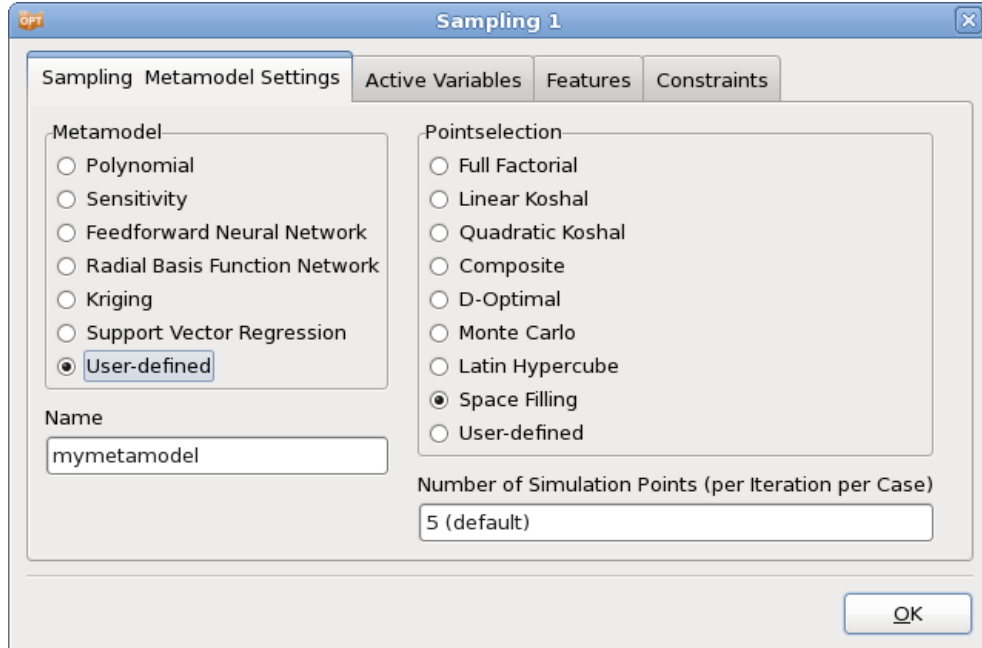 OPT
Sampling 1
Sampling Metamodel Settings
Active Variables
Features
Constraints
Metamodel
Polynomial
Sensitivity
Feedforward Neural Network
Radial Basis Function Network
Kriging
Support Vector Regression
User-defined
Name
mymetamodel
Pointselection
Full Factorial
Linear Koshal
Quadratic Koshal
Composite
D-Optimal
Monte Carlo
Latin Hypercube
Space Filling
User-defined
Number of Simulation Points (per Iteration per Case)
5 (default)
OK